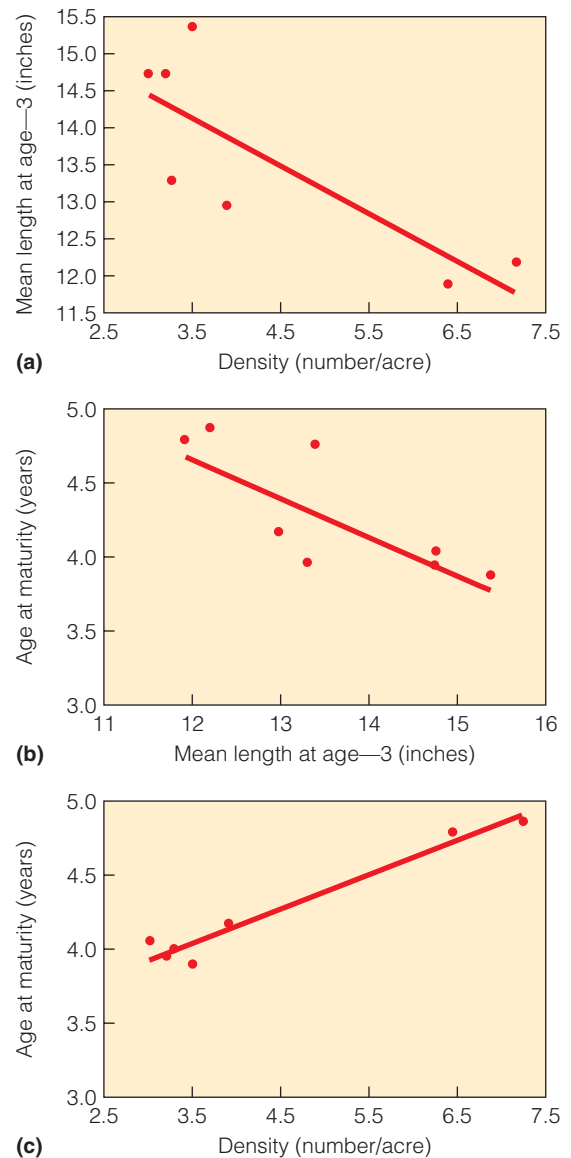 15.5
15.0
14.5
14.0
13.5
13.0
12.5
12.0
11.5
Mean length at age—3 (inches)
2.5 3.5 4.5 5.5 6.5 7.5
(a) Density (number/acre)
5.0
4.5
4.0
3.5
3.0
Age at maturity (years)
11 12 13 14 15 16
(b) Mean length at age—3 (inches)
5.0
4.5
4.0
3.5
3.0
Age at maturity (years)
2.5 3.5 4.5 5.5 6.5 7.5
(c) Density (number/acre)